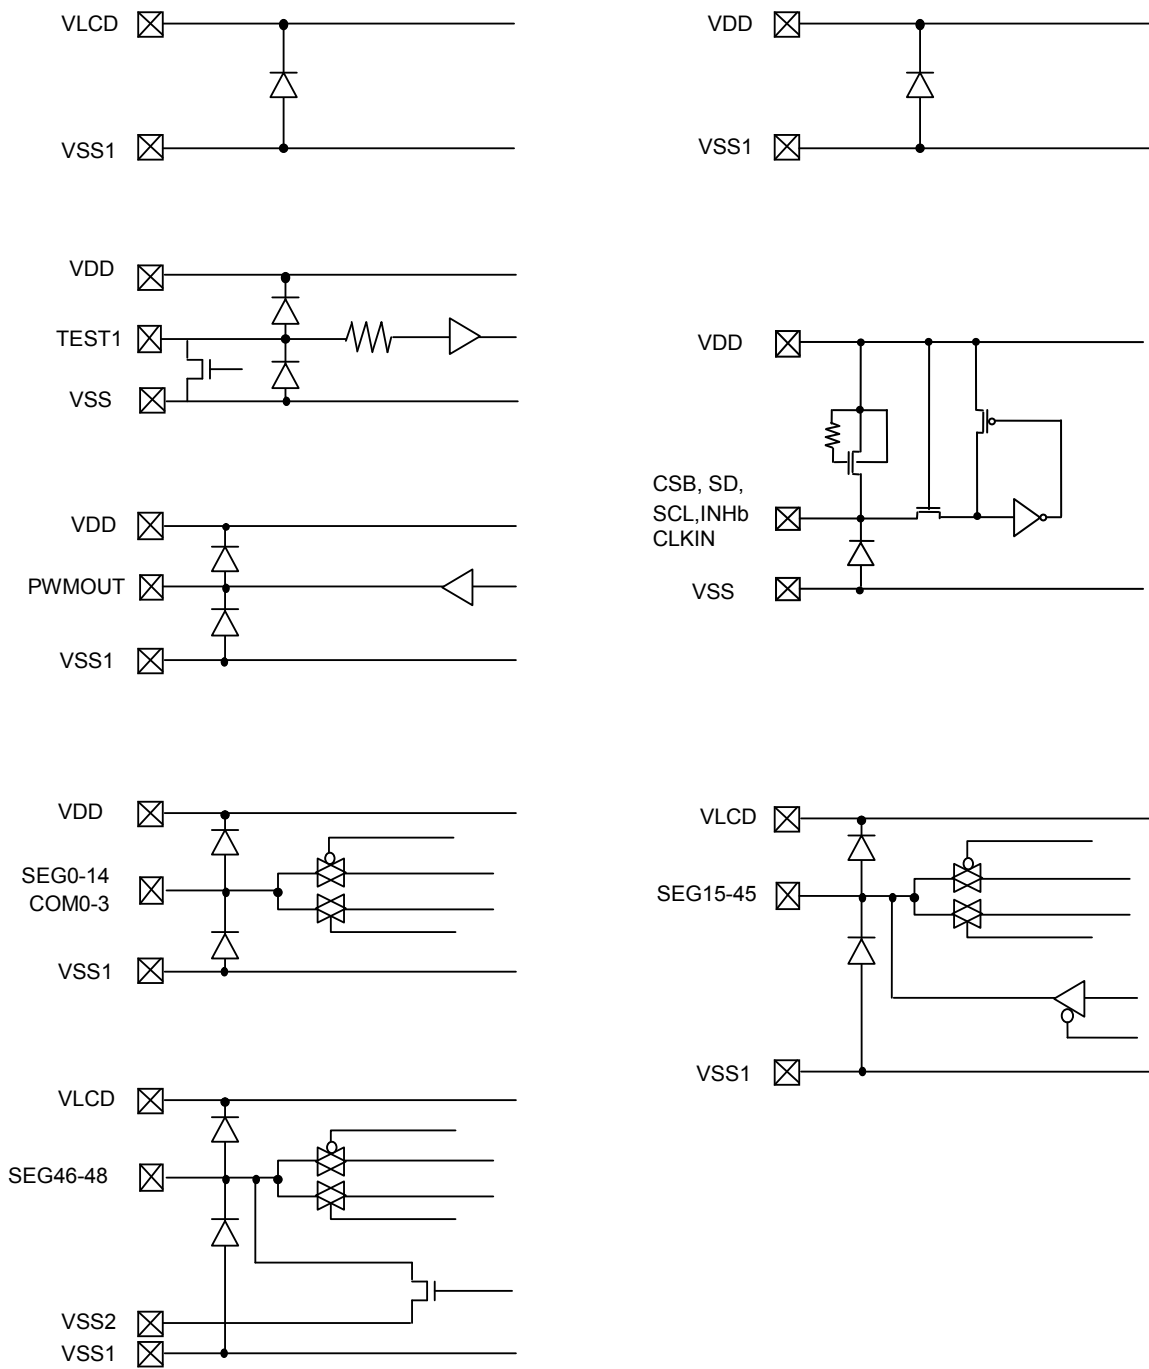 VLCD
VSS1
VDD
VSS1
VDD
TEST1
VSS
VDD
CSB, SD,
SCL,INHb
CLKIN
VSS
VDD
PWMOUT
VSS1
VDD
SEG0-14
COM0-3
VSS1
VLCD
SEG15-45
VSS1
VLCD
SEG46-48
VSS2
VSS1